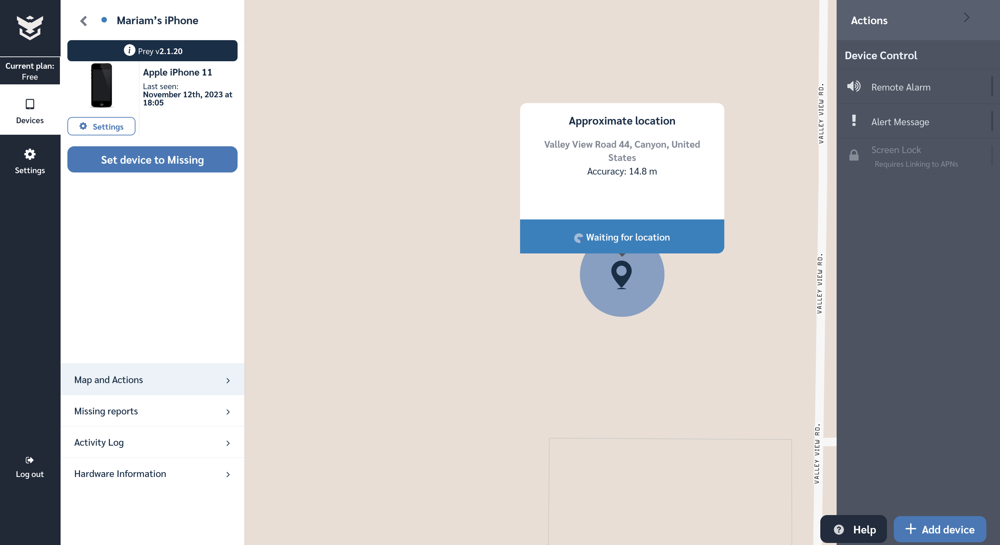 Current plan:
Free
Devices
Settings
Log out
Mariam’s iPhone
i Prey v2.1.20
Apple iPhone 11
Last seen:
November 12th, 2023 at
18:05
Settings
Set device to Missing
Map and Actions
Missing reports
Activity Log
Hardware Information
Approximate location
Valley View Road 44, Canyon, United
States
Accuracy: 14.8 m
Waiting for location
VALLEY VIEW RD.
VALLEY VIEW RD.
VALLEY VIEW RD.
Actions
Device Control
Remote Alarm
Alert Message
Screen Lock
Requires Linking to APNs
? Help
+ Add device